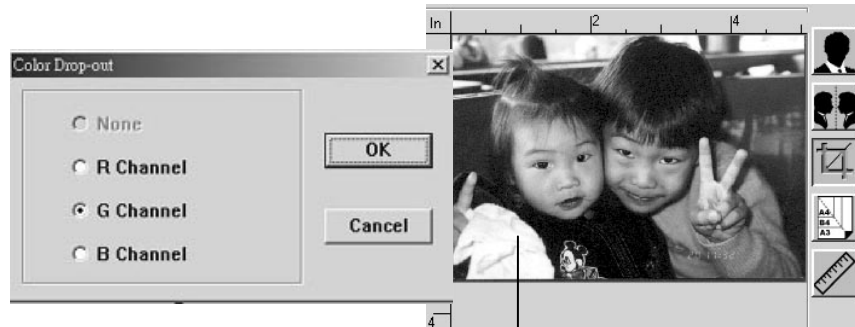 Color Drop-out
None
R Channel
G Channel
B Channel
OK
Cancel
In
2
4
4
A4
B4
A3